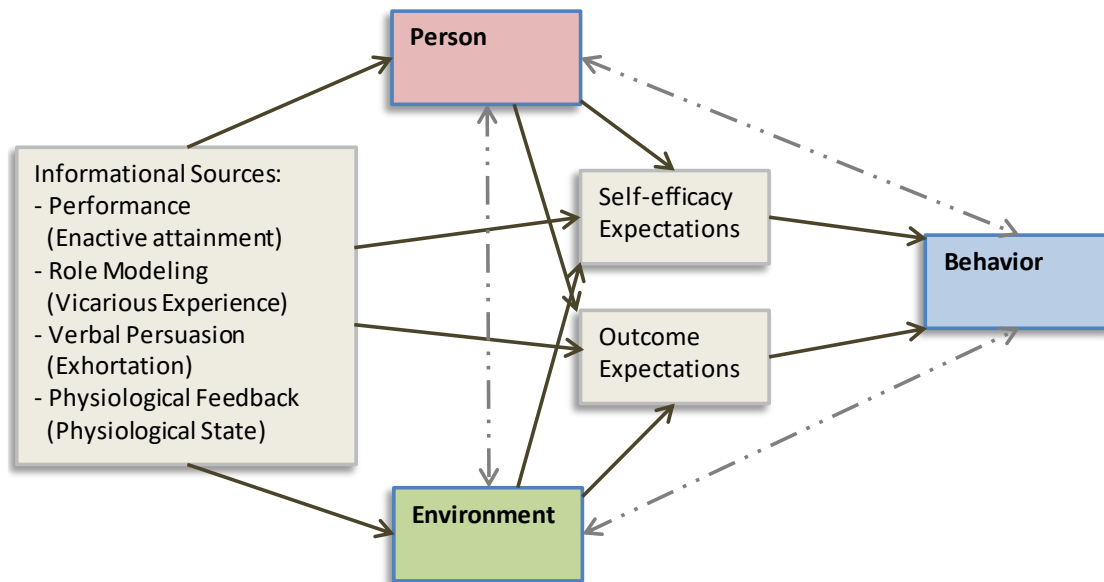 Person
Informational Sources:
- Performance
(Enactive attainment)
- Role Modeling
(Vicarious Experience)
- Verbal Persuasion
(Exhortation)
- Physiological Feedback
(Physiological State)
Self-efficacy
Expectations
Outcome
Expectations
Behavior
Environment